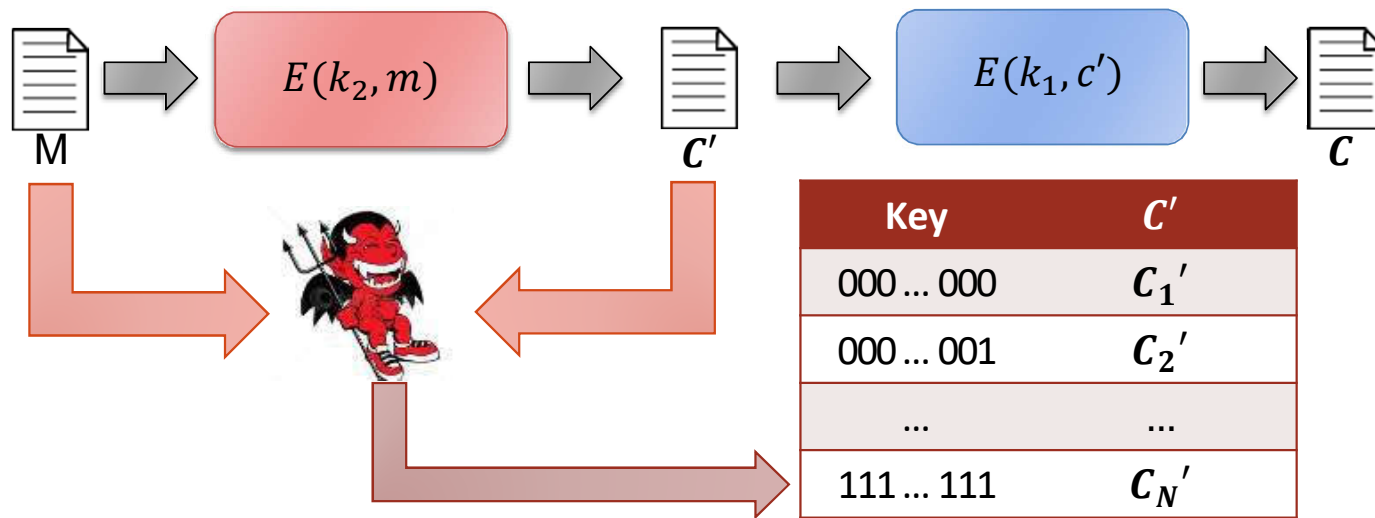 E(k₂, m)
E(k₁, c′)
M
C′
C
Key C′
000 … 000 C₁′
000 … 001 C₂′
… …
111 … 111 C_N′